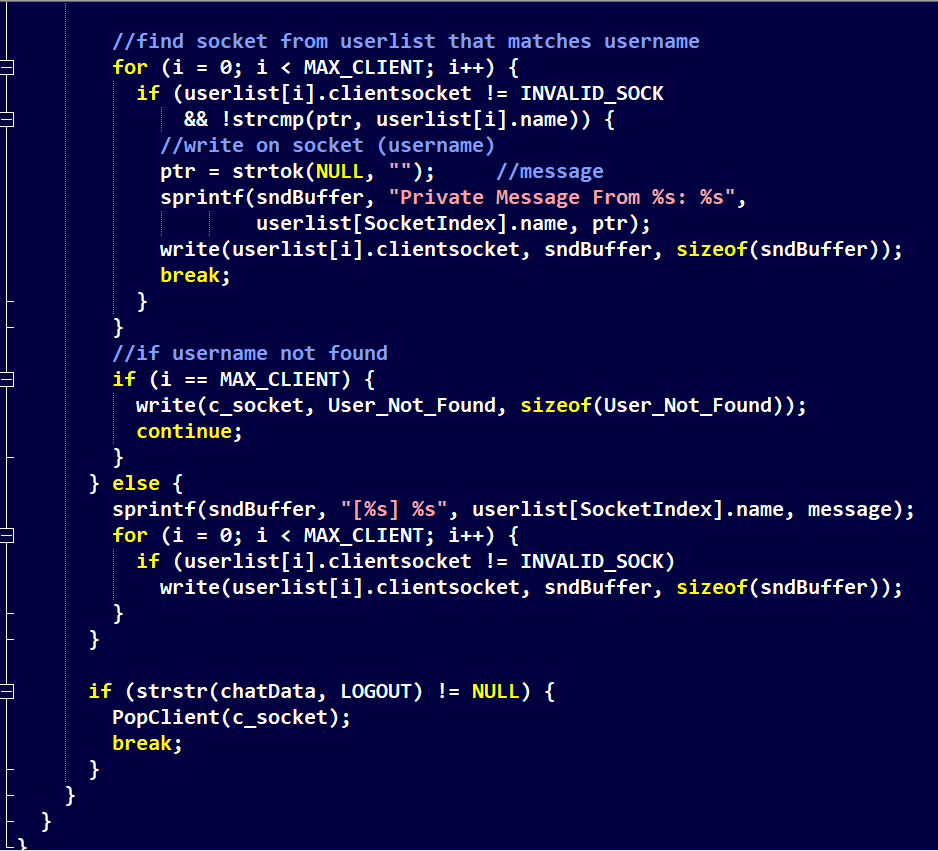 //find socket from userlist that matches username
for (i = 0; i < MAX_CLIENT; i++) {
if (userlist[i].clientsocket != INVALID_SOCK
&& !strcmp(ptr, userlist[i].name)) {
//write on socket (username)
ptr = strtok(NULL, ""); //message
sprintf(sndBuffer, "Private Message From %s: %s",
userlist[SocketIndex].name, ptr);
write(userlist[i].clientsocket, sndBuffer, sizeof(sndBuffer));
break;
}
}
//if username not found
if (i == MAX_CLIENT) {
write(c_socket, User_Not_Found, sizeof(User_Not_Found));
continue;
}
} else {
sprintf(sndBuffer, "[%s] %s", userlist[SocketIndex].name, message);
for (i = 0; i < MAX_CLIENT; i++) {
if (userlist[i].clientsocket != INVALID_SOCK)
write(userlist[i].clientsocket, sndBuffer, sizeof(sndBuffer));
}
}
if (strstr(chatData, LOGOUT) != NULL) {
PopClient(c_socket);
break;
}
}
}
}